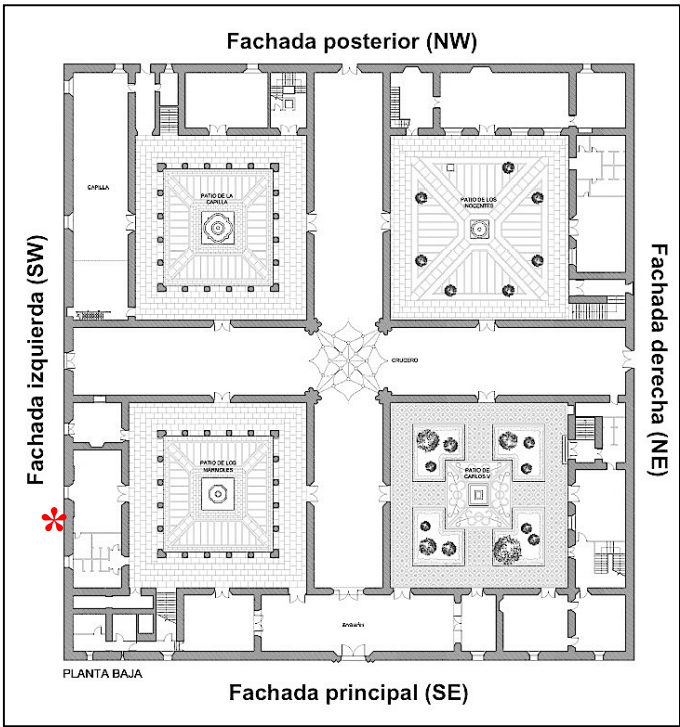 Fachada posterior (NW)
CAPILLA
PATIO DE LA
CAPILLA
PATIO DE LOS
INOCENTES
Fachada izquierda (SW)
Fachada derecha (NE)
CRUCERO
PATIO DE LOS
MARMOLES
PATIO DE
CARLOS V
*
PLANTA BAJA
Fachada principal (SE)